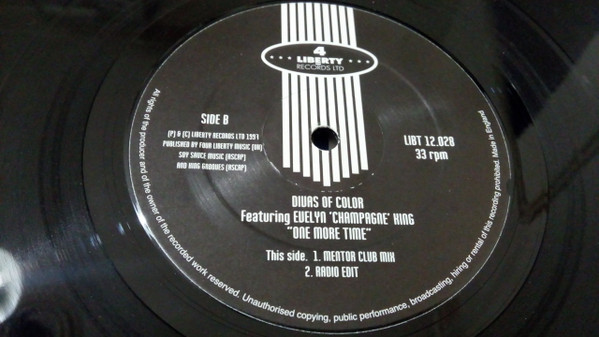 4
LIBERTY
RECORDS LTD
SIDE B
(P) & (C) LIBERTY RECORDS LTD 1997
PUBLISHED BY FOUR LIBERTY MUSIC (UK)
SOY SAUCE MUSIC (ASCAP)
AND KING GOODIES (ASCAP)
LIBT 12.028
33 rpm
DIVAS OF COLOR
Featuring EVELYN 'CHAMPAGNE' KING
"ONE MORE TIME"
This side. 1. MENTOR CLUB MIX
2. RADIO EDIT
All rights of the producer and of the owner of the recorded work reserved. Unauthorised copying, public performance, broadcasting, hiring or rental of this recording prohibited. Made in England